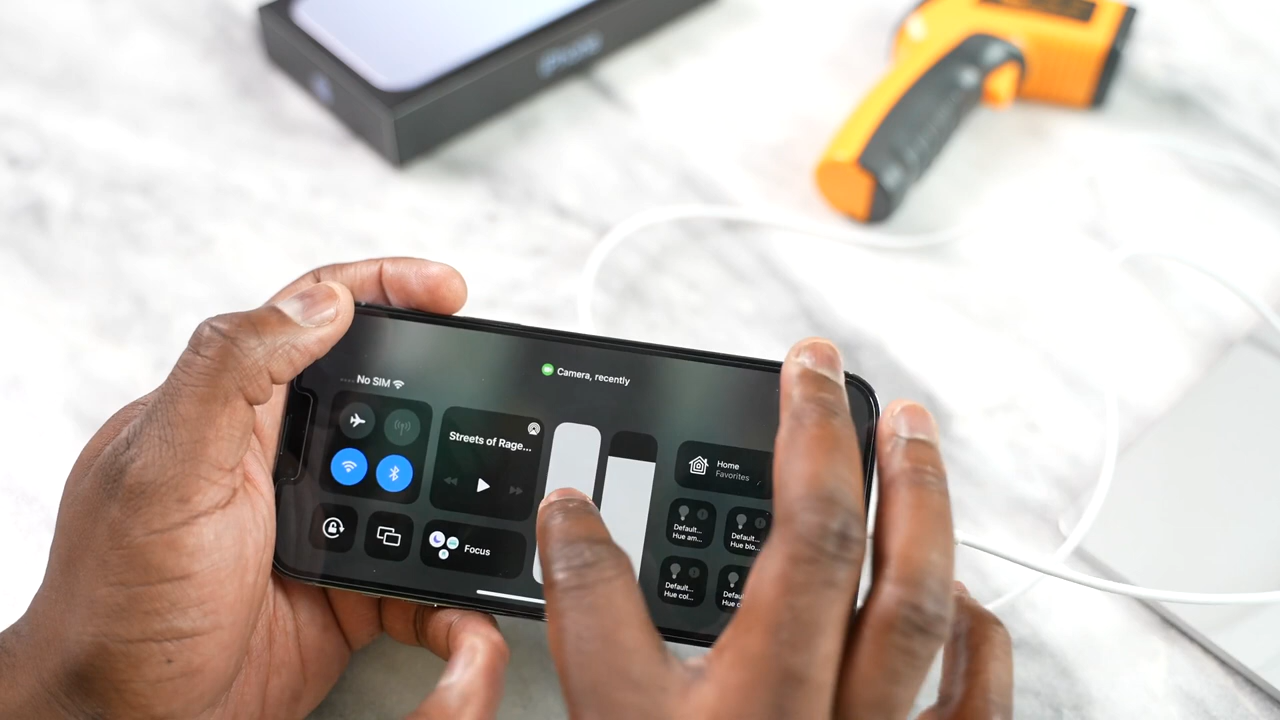 iPhone
No SIM
Camera, recently
Streets of Rage...
Home
Favorites
Default...
Hue am...
Default...
Hue blo...
Focus
Default...
Hue col...
Default...
Hue c